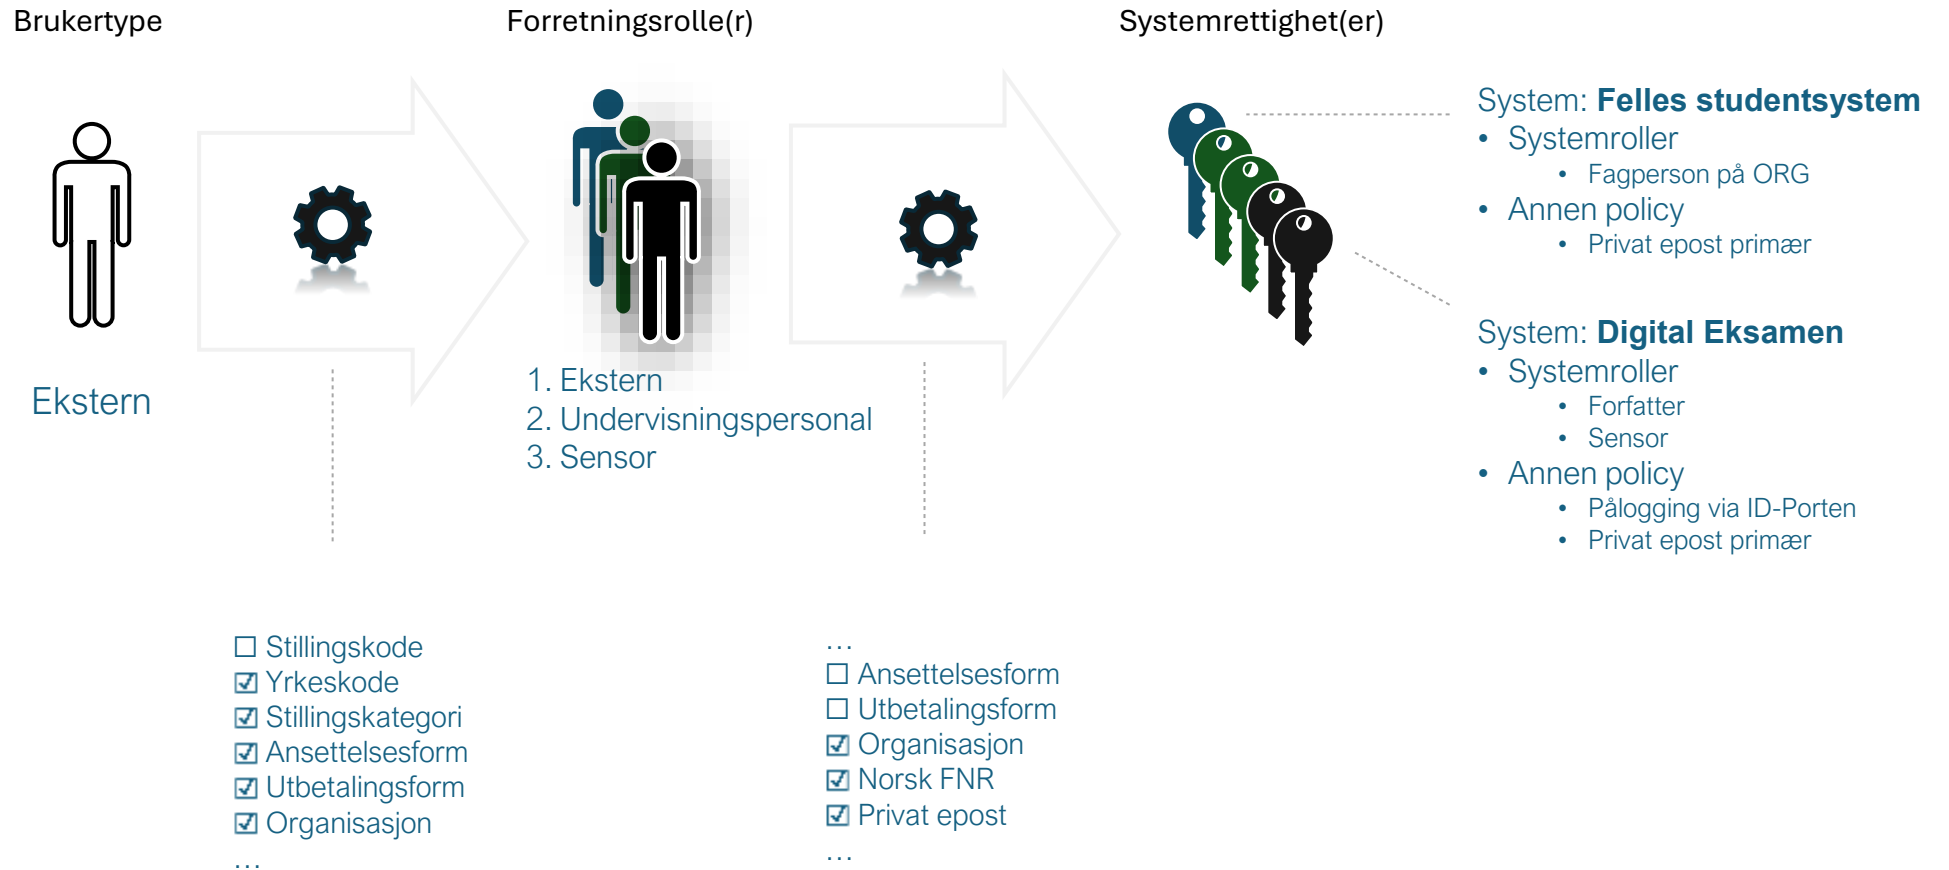 Brukertype
Forretningsrolle(r)
Systemrettighet(er)
Ekstern
1. Ekstern
2. Undervisningspersonal
3. Sensor
System: Felles studentsystem
• Systemroller
• Fagperson på ORG
• Annen policy
• Privat epost primær
System: Digital Eksamen
• Systemroller
• Forfatter
• Sensor
• Annen policy
• Pålogging via ID-Porten
• Privat epost primær
☐ Stillingskode
☑ Yrkeskode
☑ Stillingskategori
☑ Ansettelsesform
☑ Utbetalingsform
☑ Organisasjon
…
…
☐ Ansettelsesform
☐ Utbetalingsform
☑ Organisasjon
☑ Norsk FNR
☑ Privat epost
…